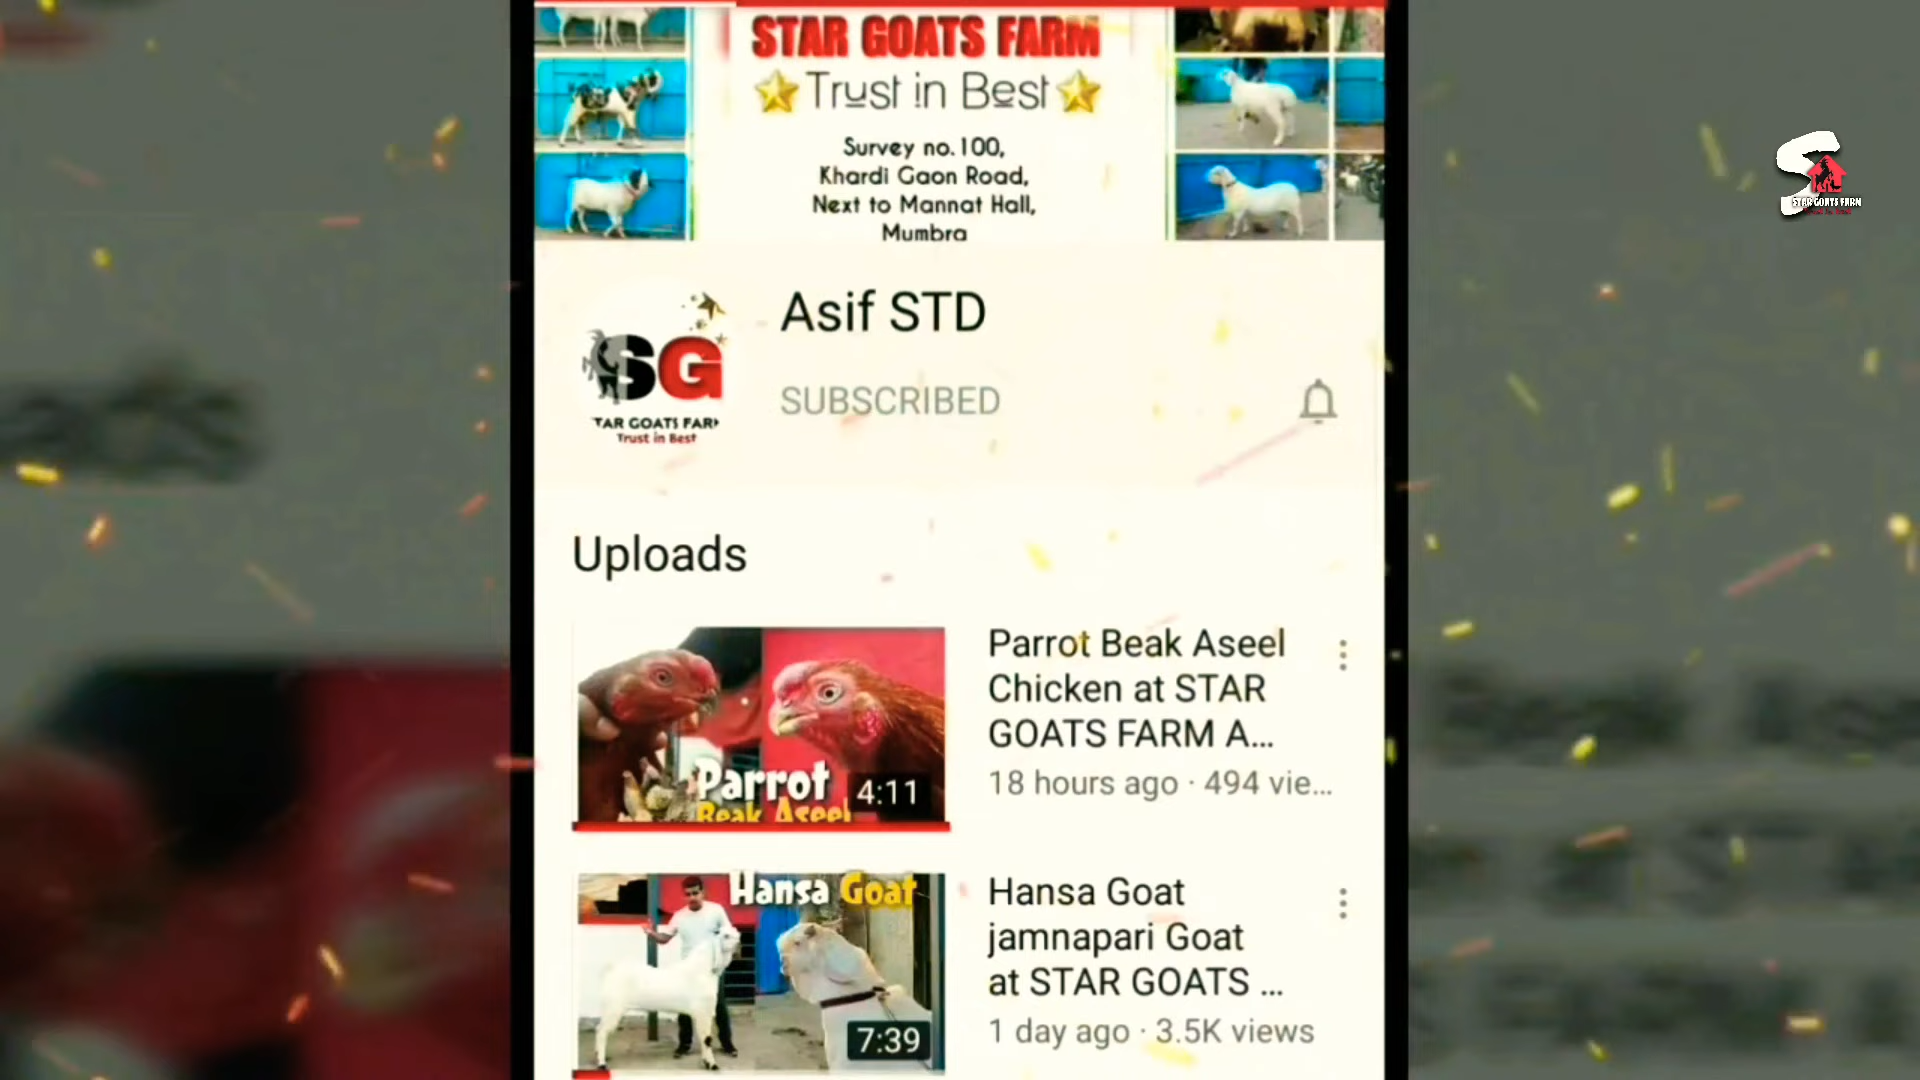 STAR GOATS FARM
Trust in Best
Survey no.100,
Khardi Gaon Road,
Next to Mannat Hall,
Mumbra
S
STAR GOATS FARM
Asif STD
SG
TAR GOATS FAR
Trust in Best
SUBSCRIBED
Uploads
Parrot
Beak Aseel
4:11
Parrot Beak Aseel
Chicken at STAR
GOATS FARM A...
18 hours ago · 494 vie...
Hansa Goat
7:39
Hansa Goat
jamnapari Goat
at STAR GOATS ...
1 day ago · 3.5K views